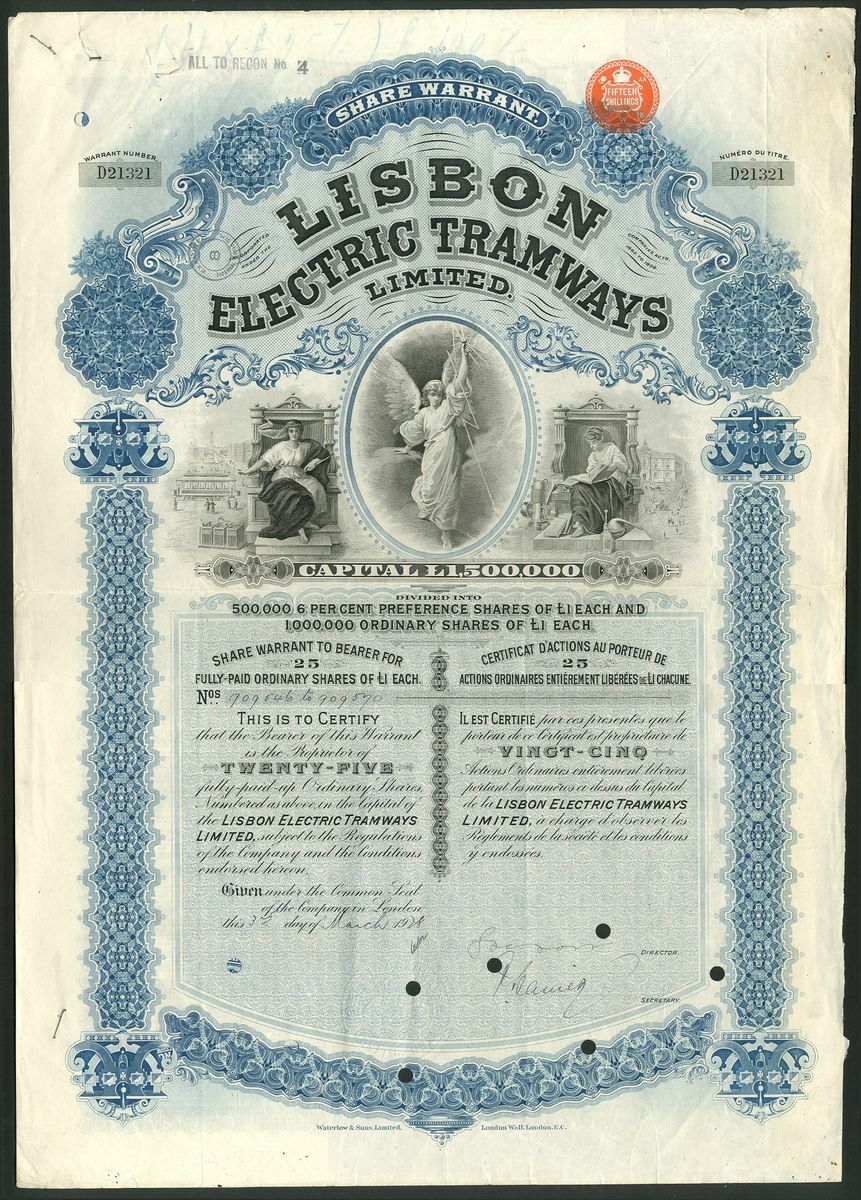 ALL TO RECON No. 4
SHARE WARRANT.
FIFTEEN
SHILLINGS
WARRANT NUMBER.
D21321
NUMÉRO DU TITRE.
D21321
LISBON
ELECTRIC TRAMWAYS
LIMITED.
INCORPORATED
UNDER THE
COMPANIES ACTS,
CAPITAL £1,500,000
DIVIDED INTO
500,000 6 PER CENT. PREFERENCE SHARES OF £1 EACH AND
1,000,000 ORDINARY SHARES OF £1 EACH.
SHARE WARRANT TO BEARER FOR
25
FULLY-PAID ORDINARY SHARES OF £1 EACH.
Nos. 909546 to 909570
THIS IS TO CERTIFY
that the Bearer of this Warrant
is the Proprietor of
TWENTY-FIVE
fully-paid-up Ordinary Shares
Numbered as above, in the Capital of
the LISBON ELECTRIC TRAMWAYS
LIMITED, subject to the Regulations
of the Company and the Conditions
endorsed hereon.
Given under the Common Seal
of the Company in London,
this 3rd day of March 1928
CERTIFICAT D'ACTIONS AU PORTEUR DE
25
ACTIONS ORDINAIRES ENTIÈREMENT LIBÉRÉES DE £1 CHACUNE.
IL EST CERTIFIÉ par ces présentes que le
porteur de ce Certificat est propriétaire de
VINGT-CINQ
Actions Ordinaires entièrement libérées
portant les numéros ci dessus du Capital
de la LISBON ELECTRIC TRAMWAYS
LIMITED, à charge d'observer les
Règlements de la société et les conditions
y endossées.
DIRECTOR.
SECRETARY.
Waterlow & Sons, Limited, London Wall, London, E.C.